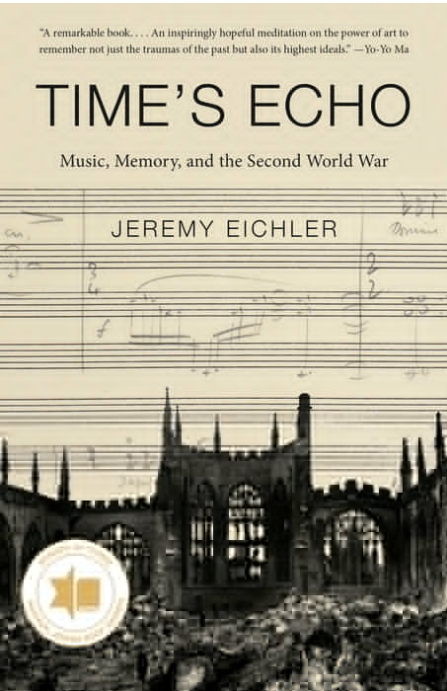 “A remarkable book. . . . An inspiringly hopeful meditation on the power of art to
remember not just the traumas of the past but also its highest ideals.” —Yo-Yo Ma
TIME’S ECHO
Music, Memory, and the Second World War
JEREMY EICHLER